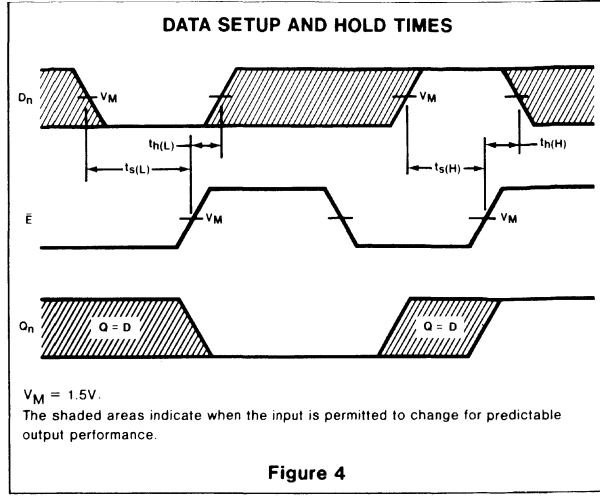 DATA SETUP AND HOLD TIMES
Dn
VM
VM
th(L)
th(H)
ts(L)
ts(H)
Ē
VM
VM
Qn
Q = D
Q = D
VM = 1.5V.
The shaded areas indicate when the input is permitted to change for predictable
output performance.
Figure 4